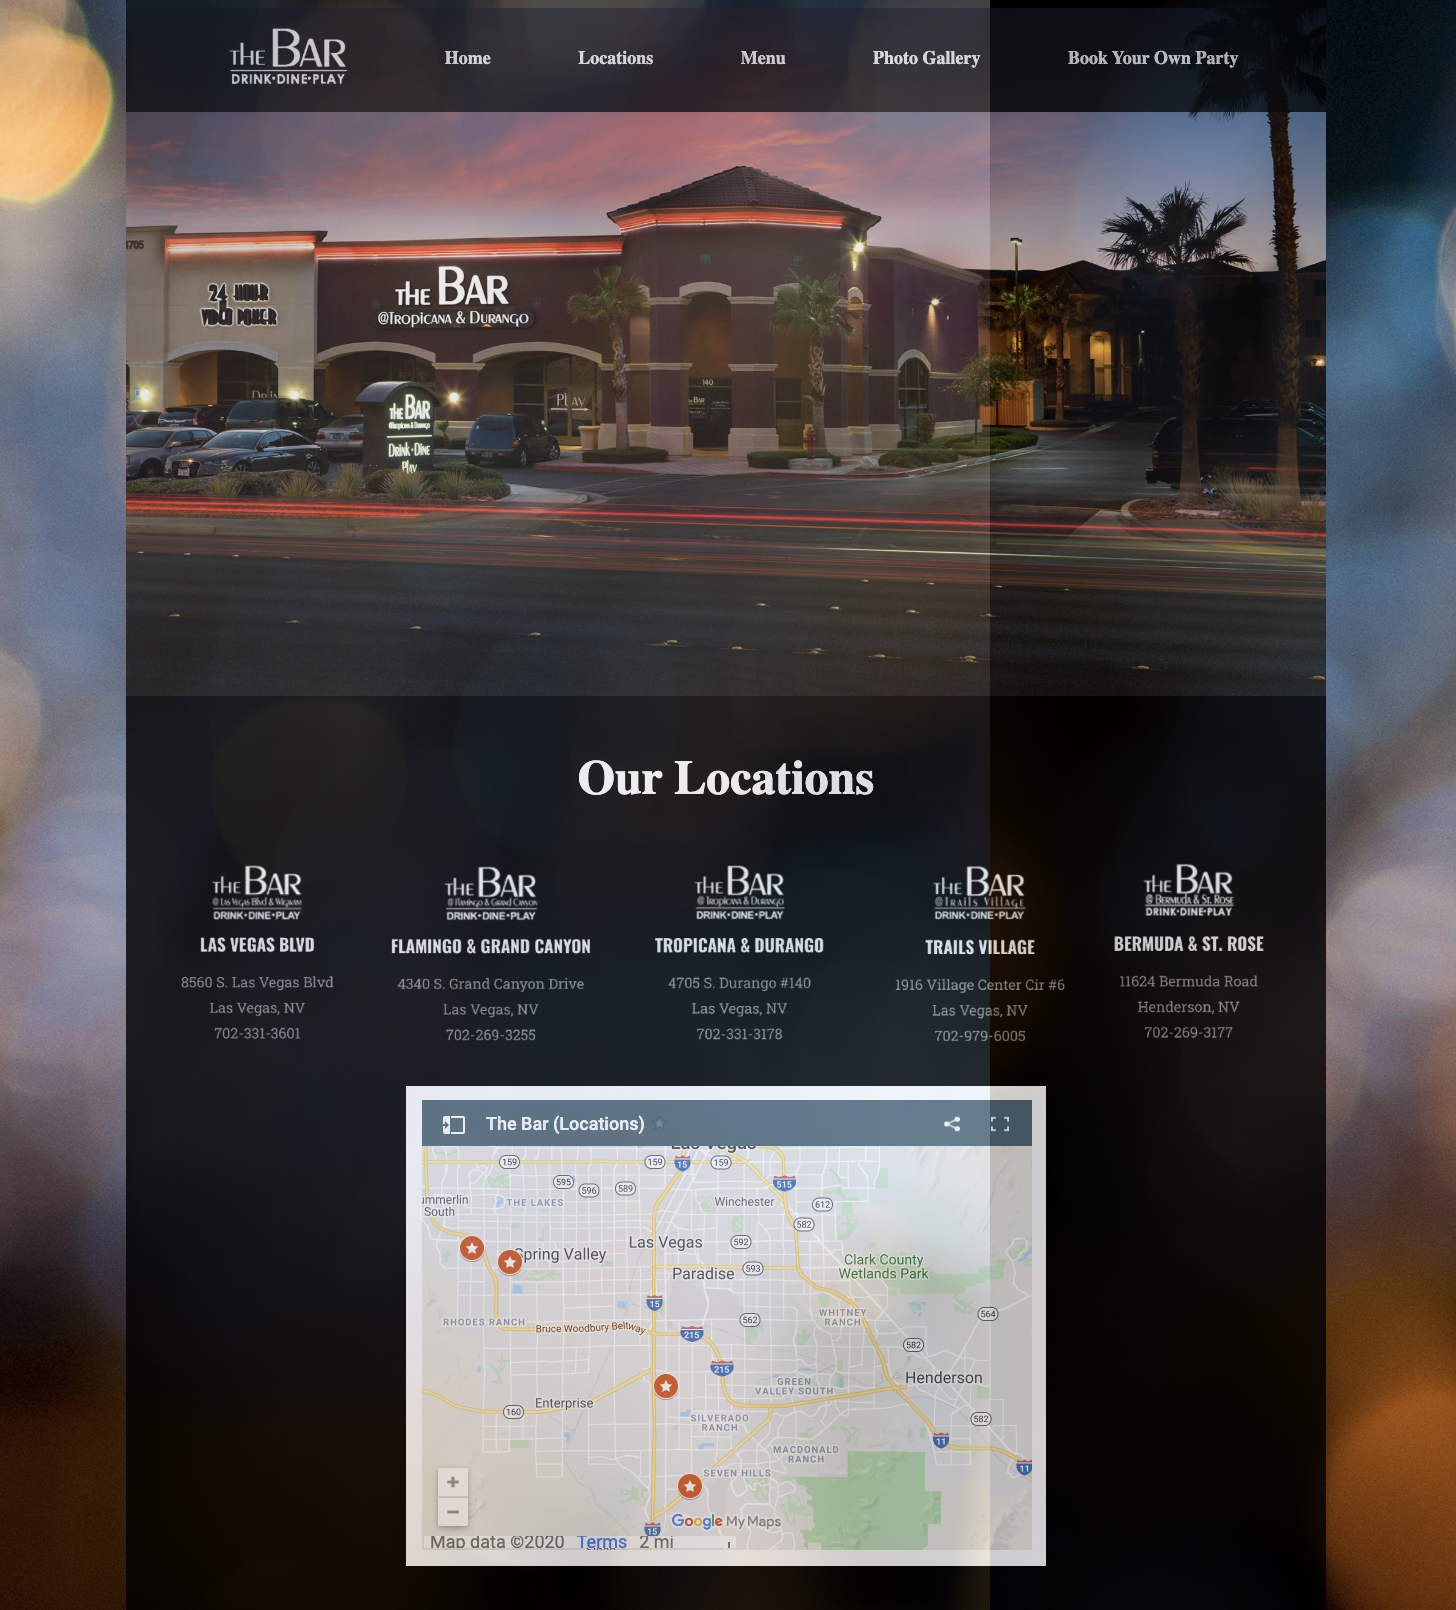 THE BAR
DRINK•DINE•PLAY
Home
Locations
Menu
Photo Gallery
Book Your Own Party
4705
24 HOUR
VIDEO POKER
THE BAR
@TROPICANA & DURANGO
PLAY
140
THE BAR
THE BAR
@Tropicana & Durango
DRINK·DINE
PLAY
Our Locations
THE BAR
@ Las Vegas Blvd & Wigwam
DRINK•DINE•PLAY
LAS VEGAS BLVD
8560 S. Las Vegas Blvd
Las Vegas, NV
702-331-3601
THE BAR
@ Flamingo & Grand Canyon
DRINK•DINE•PLAY
FLAMINGO & GRAND CANYON
4340 S. Grand Canyon Drive
Las Vegas, NV
702-269-3255
THE BAR
@ Tropicana & Durango
DRINK•DINE•PLAY
TROPICANA & DURANGO
4705 S. Durango #140
Las Vegas, NV
702-331-3178
THE BAR
@Trails Village
DRINK•DINE•PLAY
TRAILS VILLAGE
1916 Village Center Cir #6
Las Vegas, NV
702-979-6005
THE BAR
@ Bermuda & St. Rose
DRINK•DINE•PLAY
BERMUDA & ST. ROSE
11624 Bermuda Road
Henderson, NV
702-269-3177
The Bar (Locations)
Las Vegas
159
159
15
159
595
596
589
515
ummerlin
South
THE LAKES
Winchester
612
582
Las Vegas
592
Spring Valley
Paradise
593
Clark County
Wetlands Park
15
RHODES RANCH
Bruce Woodbury Beltway
562
WHITNEY
RANCH
564
215
582
215
Henderson
GREEN
VALLEY SOUTH
Enterprise
160
SILVERADO
RANCH
582
11
MACDONALD
RANCH
11
SEVEN HILLS
+
−
15
Google My Maps
Map data ©2020 Terms 2 mi